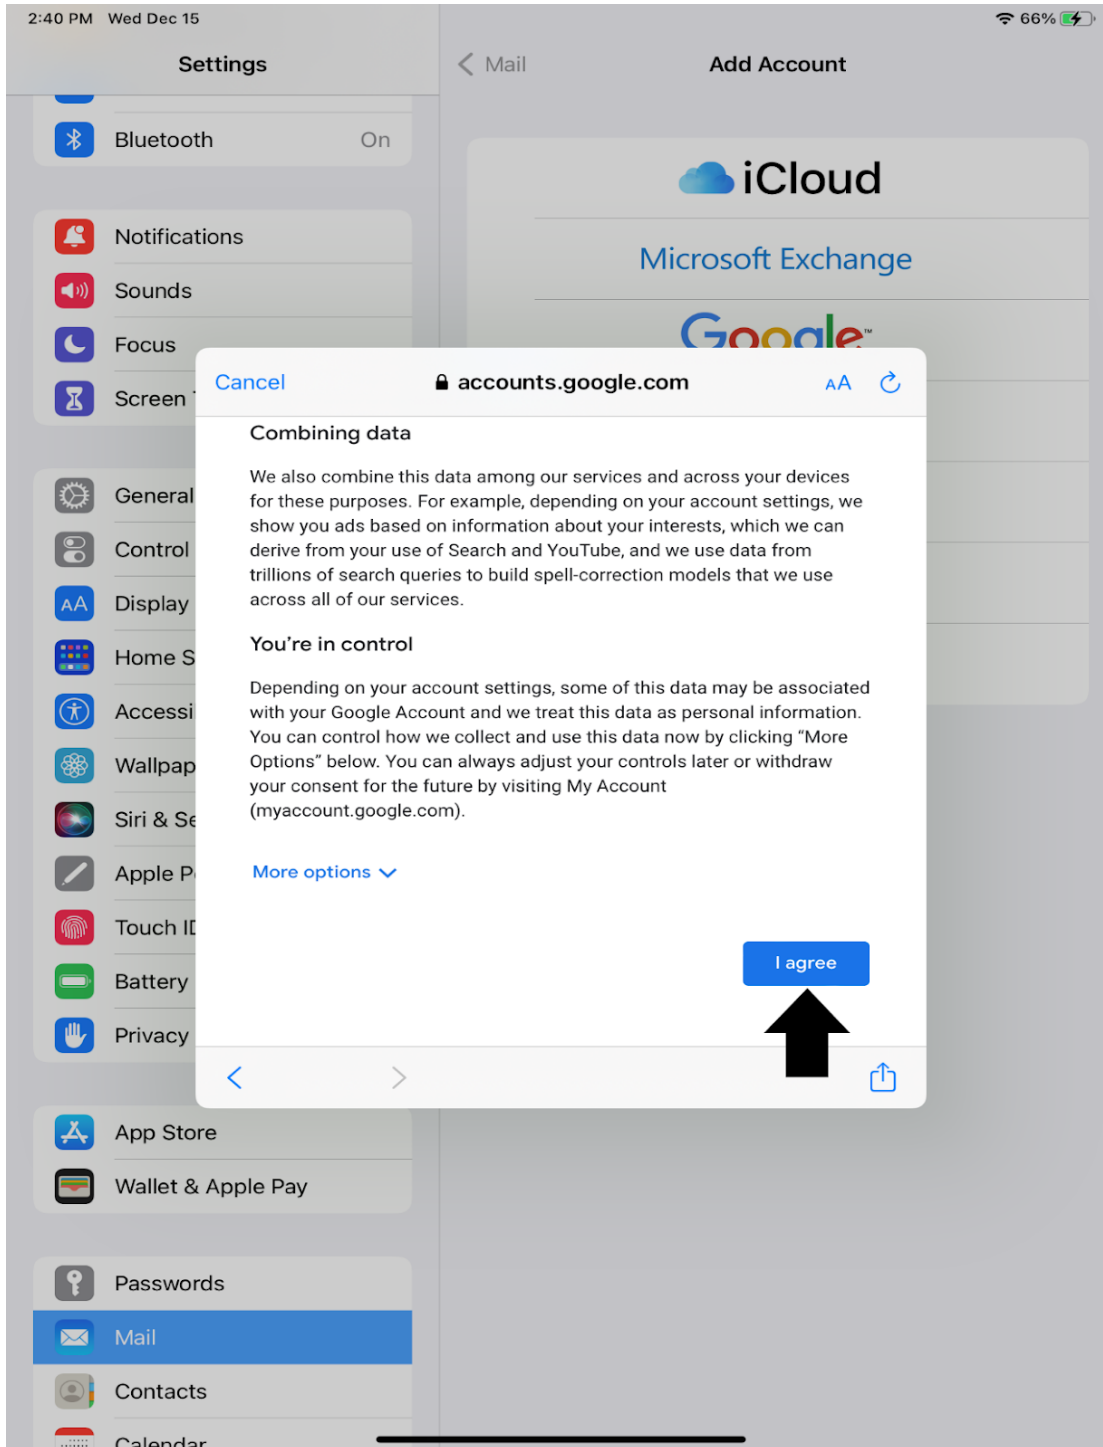 2:40 PM Wed Dec 15
66%
Settings
Mail
Add Account
Bluetooth
On
Notifications
Sounds
Focus
Screen
General
Control
Display
Home S
Accessi
Wallpap
Siri & Se
Apple P
Touch ID
Battery
Privacy
App Store
Wallet & Apple Pay
Passwords
Mail
Contacts
Calendar
iCloud
Microsoft Exchange
Google™
Cancel
accounts.google.com
AA
Combining data
We also combine this data among our services and across your devices
for these purposes. For example, depending on your account settings, we
show you ads based on information about your interests, which we can
derive from your use of Search and YouTube, and we use data from
trillions of search queries to build spell-correction models that we use
across all of our services.
You’re in control
Depending on your account settings, some of this data may be associated
with your Google Account and we treat this data as personal information.
You can control how we collect and use this data now by clicking “More
Options” below. You can always adjust your controls later or withdraw
your consent for the future by visiting My Account
(myaccount.google.com).
More options
I agree